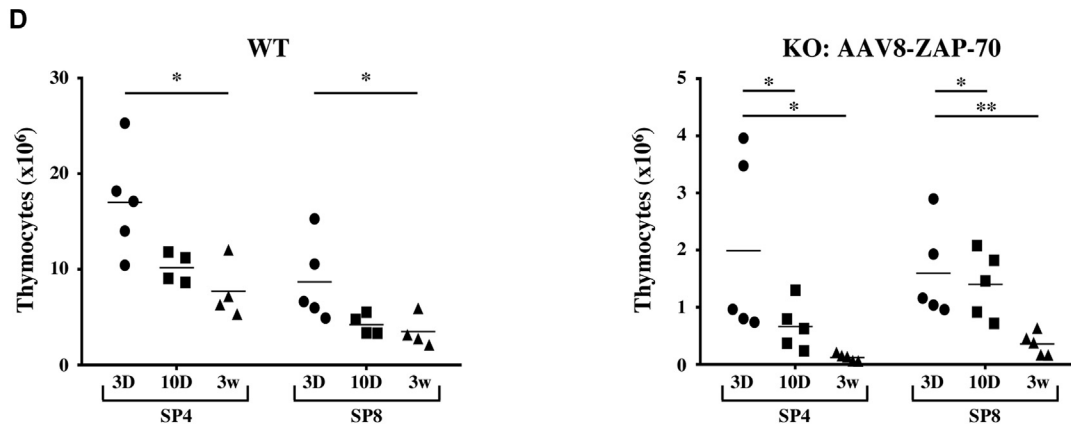 D
WT
Thymocytes (x10⁶)
30
20
10
0
*
*
3D 10D 3w 3D 10D 3w
SP4 SP8
KO: AAV8-ZAP-70
Thymocytes (x10⁶)
5
4
3
2
1
0
* *
* **
3D 10D 3w 3D 10D 3w
SP4 SP8